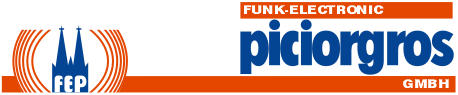 FUNK-ELECTRONIC
piciorgros
FEP
GMBH